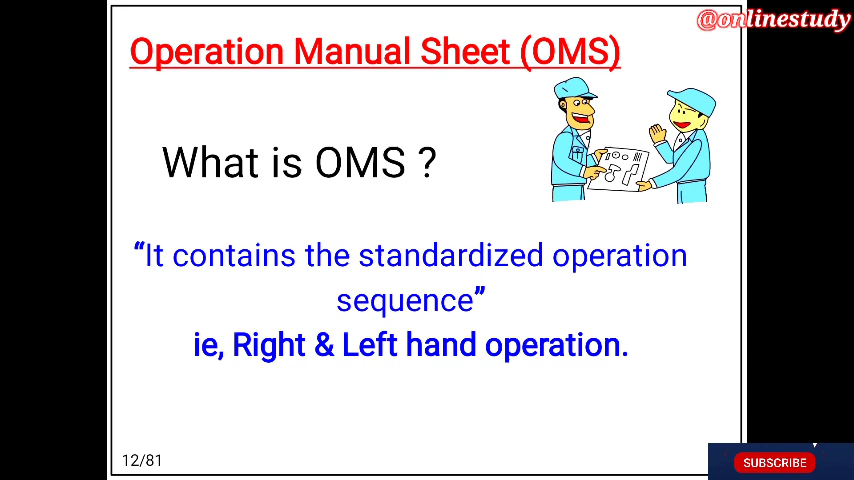 @onlinestudy
Operation Manual Sheet (OMS)
What is OMS ?
“It contains the standardized operation
sequence”
ie, Right & Left hand operation.
12/81
SUBSCRIBE